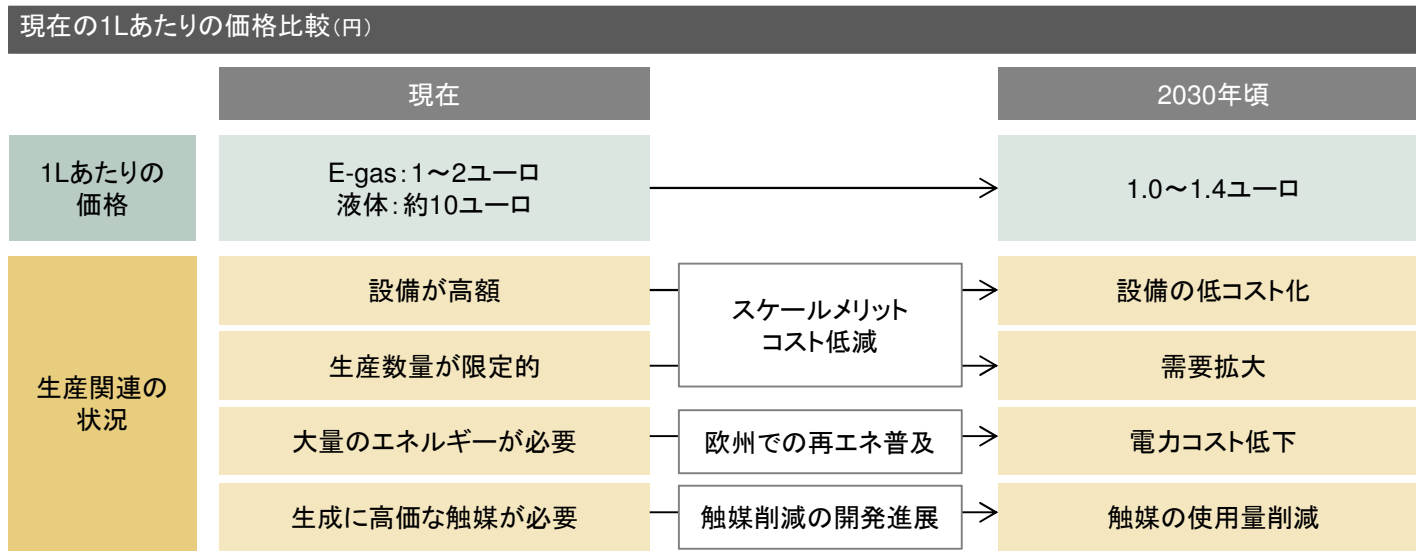 現在の1Lあたりの価格比較（円）
現在
2030年頃
1Lあたりの
価格
E-gas：1～2ユーロ
液体：約10ユーロ
1.0～1.4ユーロ
生産関連の
状況
設備が高額
スケールメリット
コスト低減
設備の低コスト化
生産数量が限定的
需要拡大
大量のエネルギーが必要
欧州での再エネ普及
電力コスト低下
生成に高価な触媒が必要
触媒削減の開発進展
触媒の使用量削減